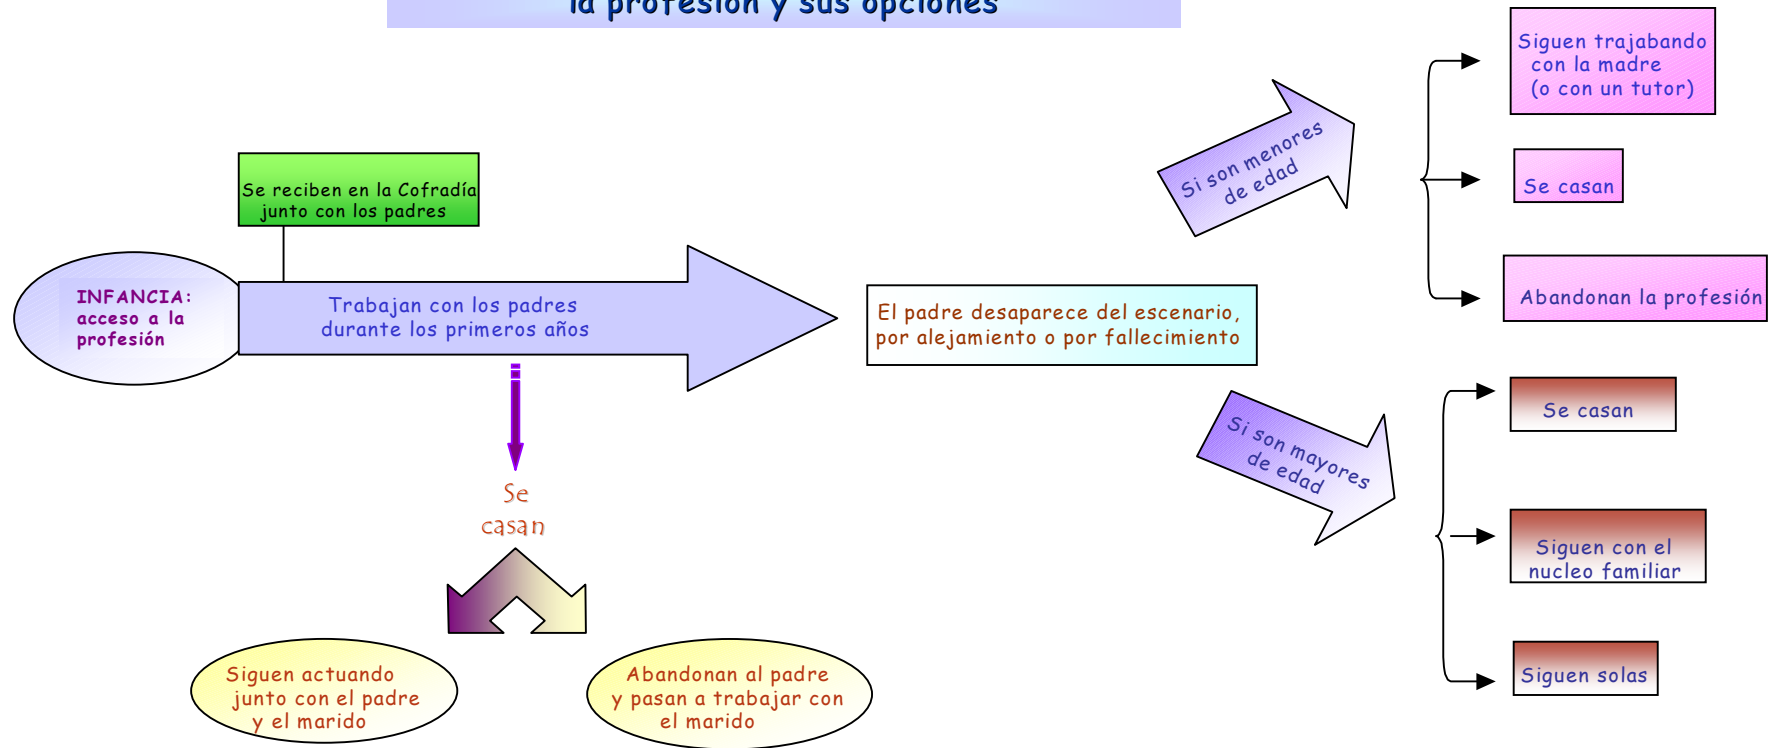 la profesión y sus opciones
Siguen trajabando
con la madre
(o con un tutor)
Si son menores
de edad
Se casan
Se reciben en la Cofradía
junto con los padres
Abandonan la profesión
INFANCIA:
acceso a la
profesión
Trabajan con los padres
durante los primeros años
El padre desaparece del escenario,
por alejamiento o por fallecimiento
Se casan
Si son mayores
de edad
Se
casan
Siguen con el
nucleo familiar
Siguen actuando
junto con el padre
y el marido
Abandonan al padre
y pasan a trabajar con
el marido
Siguen solas